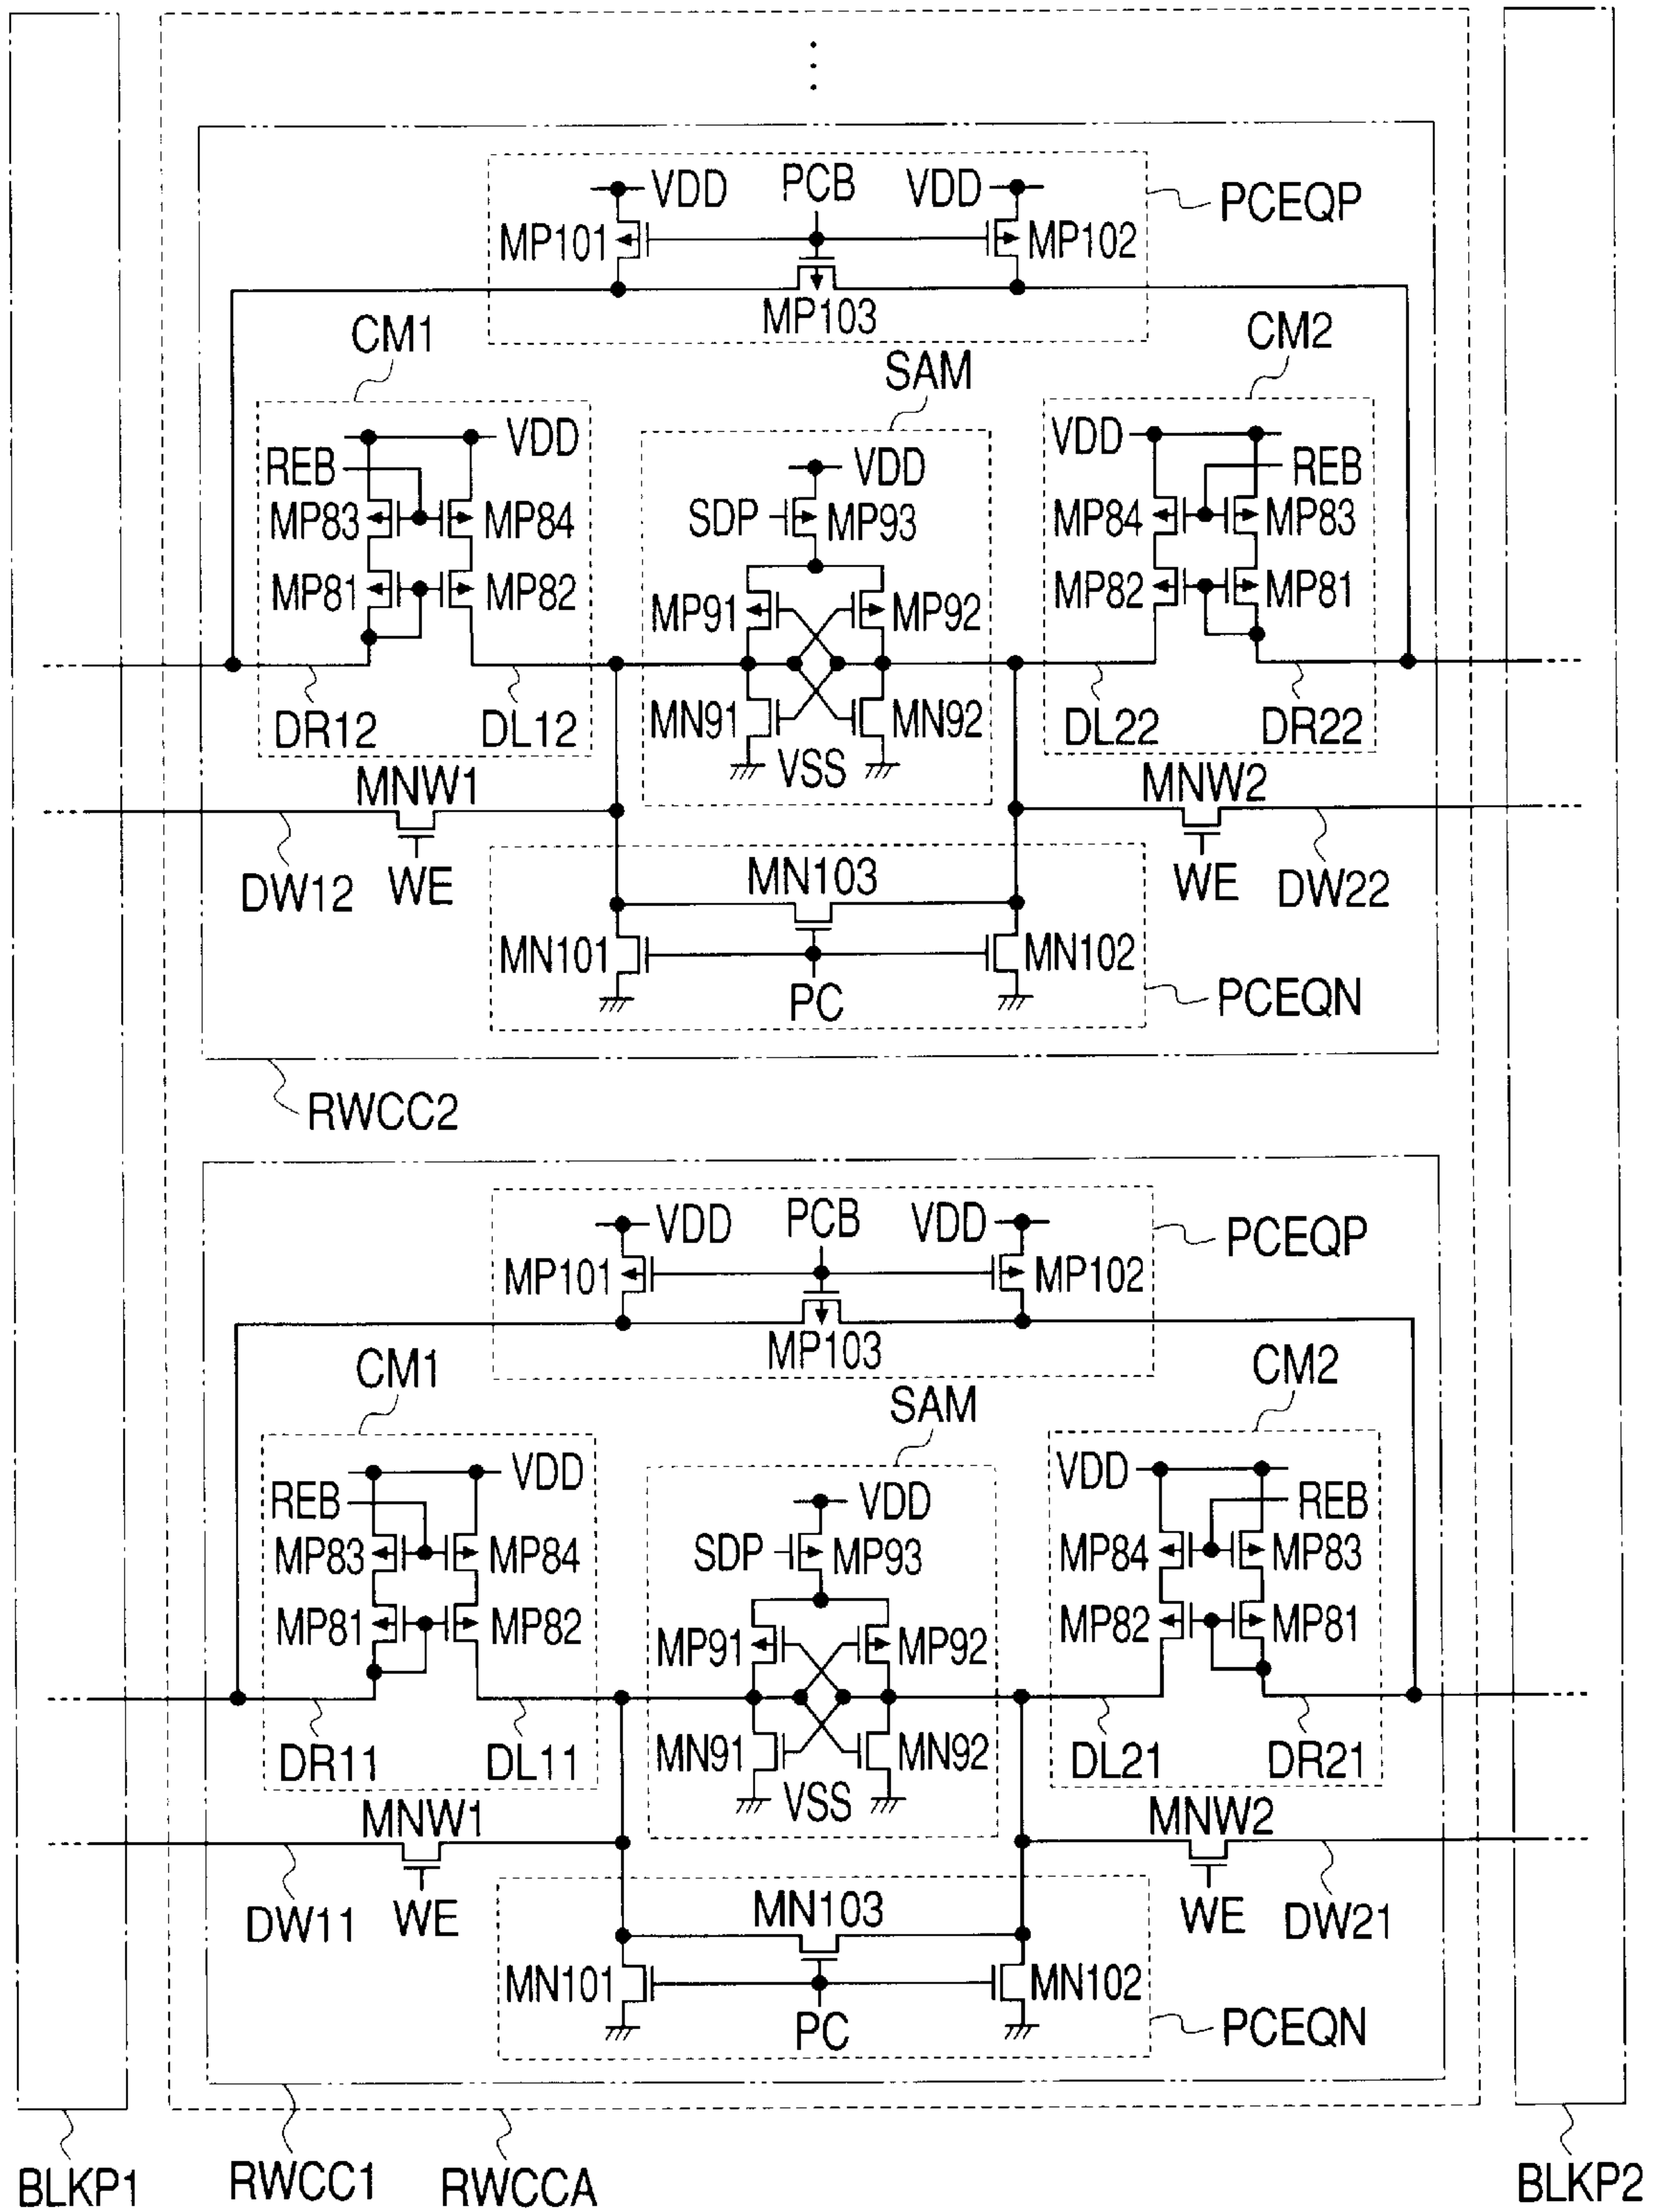 VDD PCB VDD PCEQP
MP101 MP102
MP103
CM1 CM2
SAM
VDD VDD VDD
REB REB
MP83 MP84 SDP MP93 MP84 MP83
MP81 MP82 MP91 MP92 MP82 MP81
DR12 DL12 MN91 MN92 DL22 DR22
VSS
MNW1 MNW2
DW12 WE MN103 WE DW22
MN101 MN102
PC PCEQN
RWCC2
VDD PCB VDD PCEQP
MP101 MP102
MP103
CM1 CM2
SAM
VDD VDD VDD
REB REB
MP83 MP84 SDP MP93 MP84 MP83
MP81 MP82 MP91 MP92 MP82 MP81
DR11 DL11 MN91 MN92 DL21 DR21
VSS
MNW1 MNW2
DW11 WE MN103 WE DW21
MN101 MN102
PC PCEQN
BLKP1 RWCC1 RWCCA BLKP2